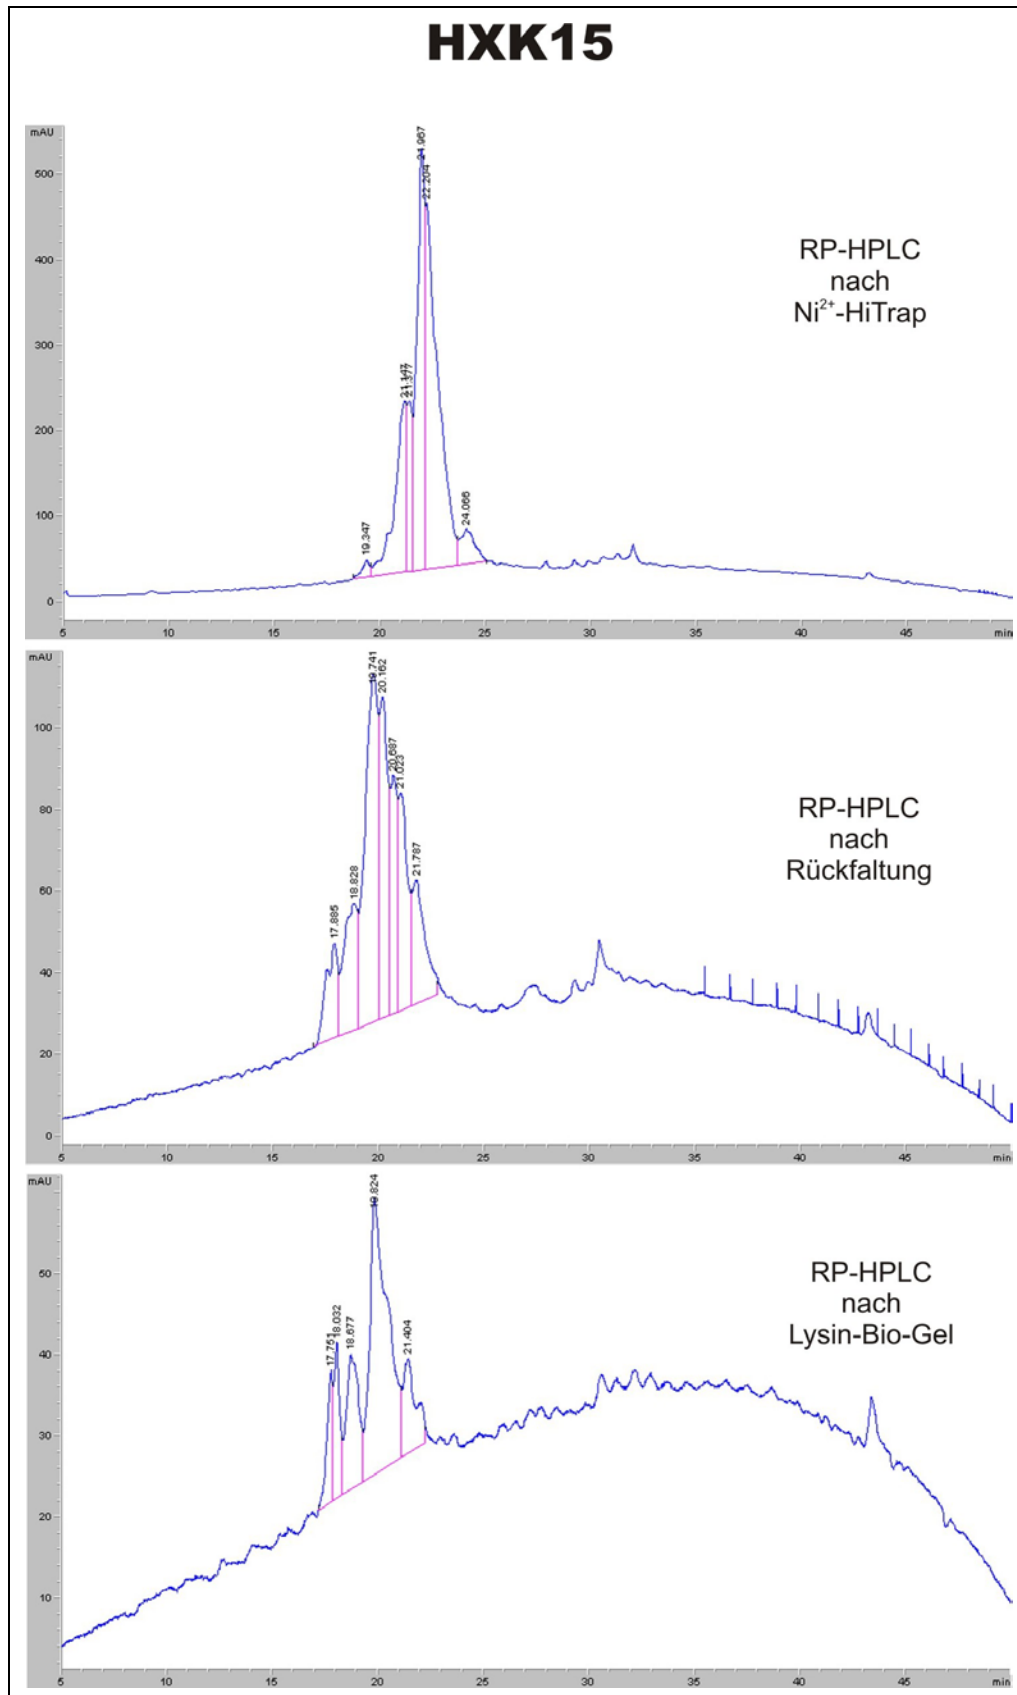 HXK15
mAU
21.967
22.204
500
400
RP-HPLC
nach
Ni2+-HiTrap
300
21.147
21.377
200
100
24.066
19.347
0
5 10 15 20 25 30 35 40 45 min
mAU
19.741
20.162
100
20.687
21.023
80
RP-HPLC
nach
Rückfaltung
21.787
60
18.828
17.885
40
20
0
5 10 15 20 25 30 35 40 45 min
mAU
19.824
50
RP-HPLC
nach
Lysin-Bio-Gel
40
17.751
18.032
18.677
21.404
30
20
10
5 10 15 20 25 30 35 40 45 min